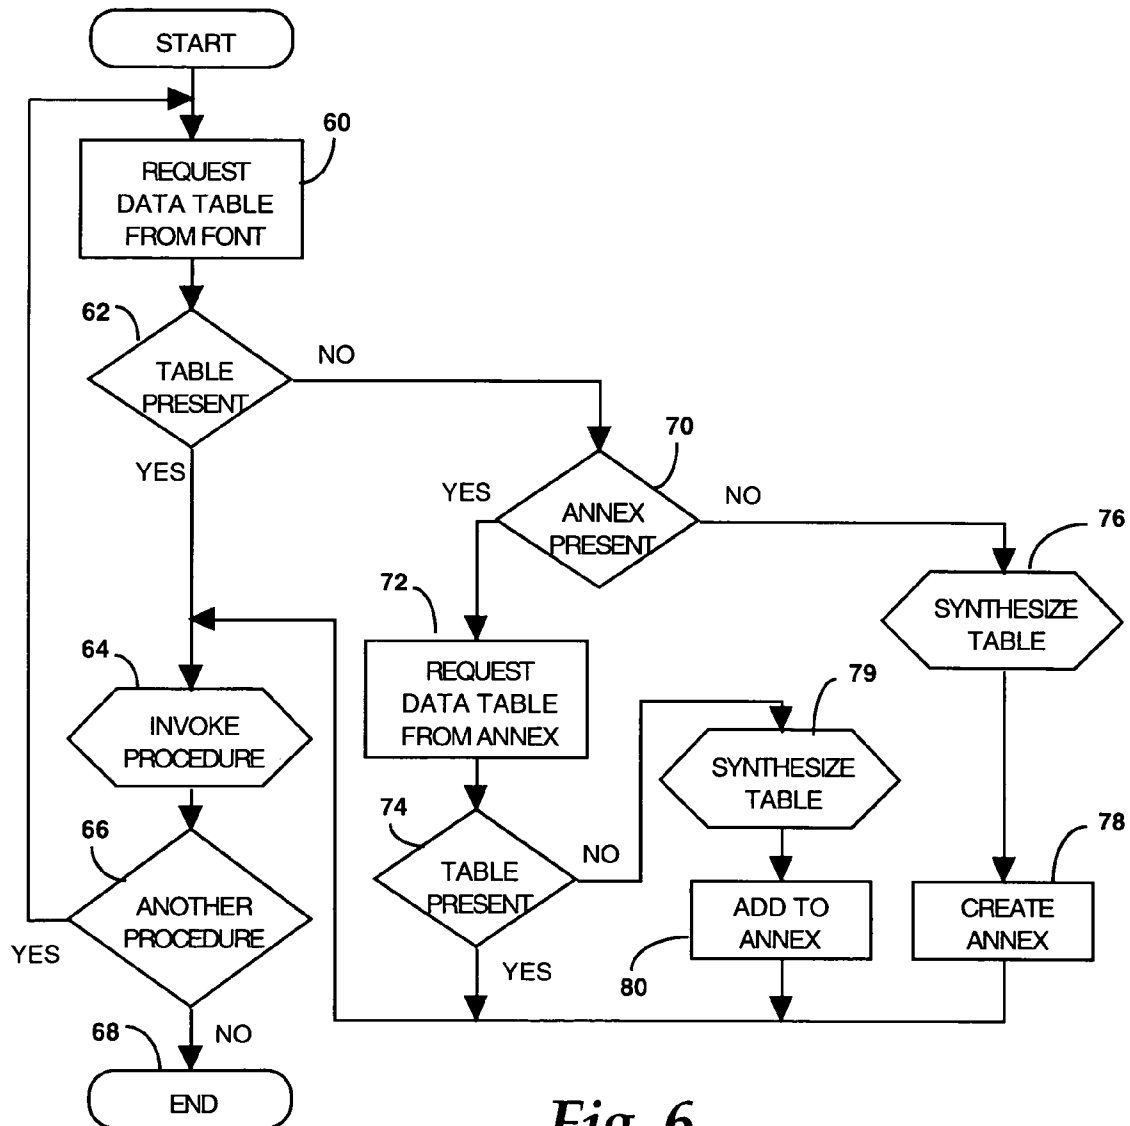 START
60
REQUEST
DATA TABLE
FROM FONT
62
TABLE
PRESENT
NO
YES
70
ANNEX
PRESENT
YES
NO
76
SYNTHESIZE
TABLE
72
REQUEST
DATA TABLE
FROM ANNEX
64
INVOKE
PROCEDURE
79
SYNTHESIZE
TABLE
74
TABLE
PRESENT
NO
YES
66
ANOTHER
PROCEDURE
YES
NO
ADD TO
ANNEX
80
78
CREATE
ANNEX
68
END
Fig. 6